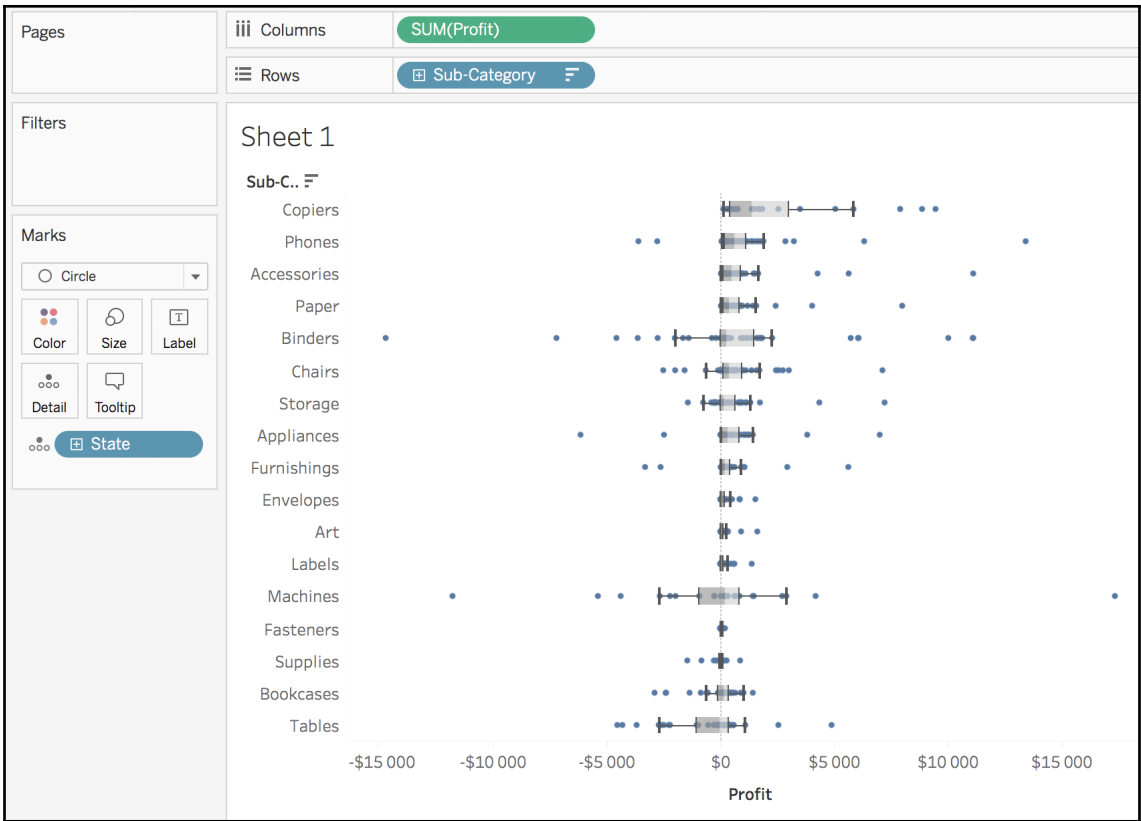 Pages
Columns
SUM(Profit)
Rows
Sub-Category
Filters
Sheet 1
Sub-C..
Marks
Circle
Color
Size
T
Label
Detail
Tooltip
State
Copiers
Phones
Accessories
Paper
Binders
Chairs
Storage
Appliances
Furnishings
Envelopes
Art
Labels
Machines
Fasteners
Supplies
Bookcases
Tables
-$15 000 -$10 000 -$5 000 $0 $5 000 $10 000 $15 000
Profit